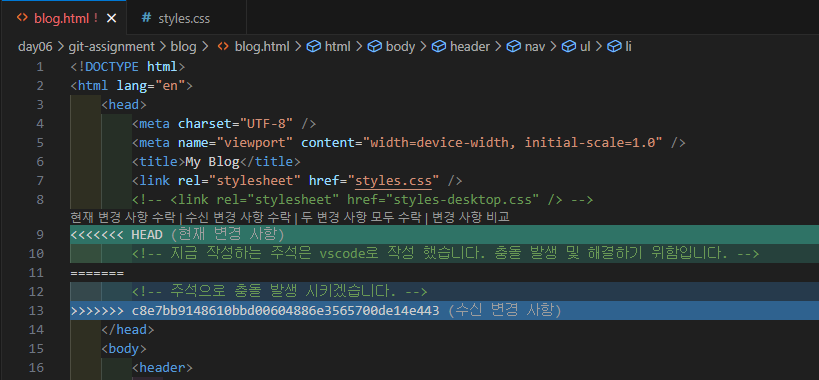 blog.html !
styles.css
day06 > git-assignment > blog > blog.html > html > body > header > nav > ul > li
1 <!DOCTYPE html>
2 <html lang="en">
3 <head>
4 <meta charset="UTF-8" />
5 <meta name="viewport" content="width=device-width, initial-scale=1.0" />
6 <title>My Blog</title>
7 <link rel="stylesheet" href="styles.css" />
8 <!-- <link rel="stylesheet" href="styles-desktop.css" /> -->
현재 변경 사항 수락 | 수신 변경 사항 수락 | 두 변경 사항 모두 수락 | 변경 사항 비교
9 <<<<<<< HEAD (현재 변경 사항)
10 <!-- 지금 작성하는 주석은 vscode로 작성 했습니다. 충돌 발생 및 해결하기 위함입니다. -->
11 =======
12 <!-- 주석으로 충돌 발생 시키겠습니다. -->
13 >>>>>>> c8e7bb9148610bbd00604886e3565700de14e443 (수신 변경 사항)
14 </head>
15 <body>
16 <header>